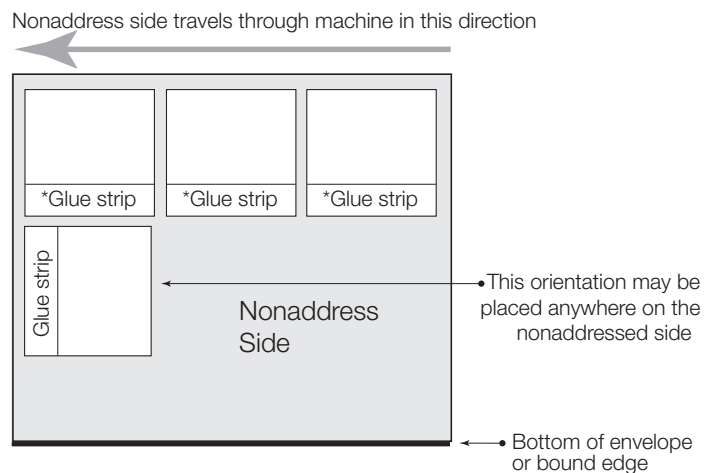 Nonaddress side travels through machine in this direction
*Glue strip
*Glue strip
*Glue strip
Glue strip
This orientation may be
placed anywhere on the
nonaddressed side
Nonaddress
Side
Bottom of envelope
or bound edge